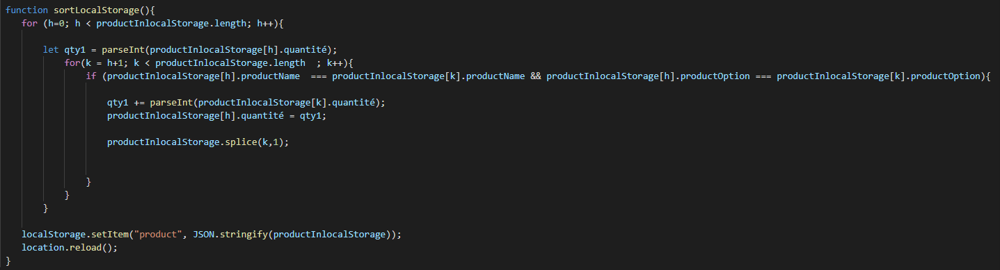 function sortLocalStorage(){
for (h=0; h < productInlocalStorage.length; h++){
let qty1 = parseInt(productInlocalStorage[h].quantité);
for(k = h+1; k < productInlocalStorage.length  ; k++){
if (productInlocalStorage[h].productName  === productInlocalStorage[k].productName && productInlocalStorage[h].productOption === productInlocalStorage[k].productOption){
qty1 += parseInt(productInlocalStorage[k].quantité);
productInlocalStorage[h].quantité = qty1;
productInlocalStorage.splice(k,1);
}
}
}
localStorage.setItem("product", JSON.stringify(productInlocalStorage));
location.reload();
}